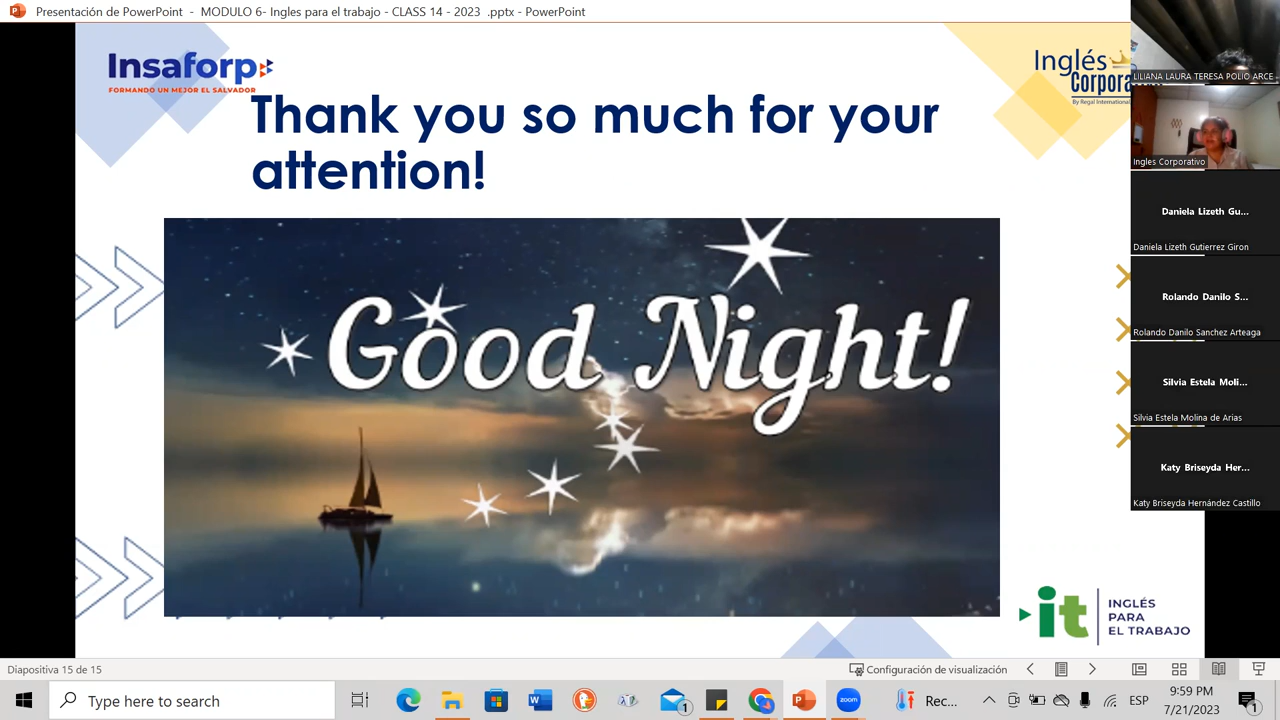 Presentación de PowerPoint - MODULO 6- Ingles para el trabajo - CLASS 14 - 2023 .pptx - PowerPoint
Insaforp
FORMANDO UN MEJOR EL SALVADOR
Inglés
Corpora
By Regal International
Thank you so much for your
attention!
Good Night!
LILIANA LAURA TERESA POLIO ARCE
Ingles Corporativo
Daniela Lizeth Gu...
Daniela Lizeth Gutierrez Giron
Rolando Danilo S...
Rolando Danilo Sanchez Arteaga
Silvia Estela Moli...
Silvia Estela Molina de Arias
Katy Briseyda Her...
Katy Briseyda Hernández Castillo
it
INGLÉS
PARA
EL TRABAJO
Diapositiva 15 de 15
Configuración de visualización
Type here to search
W
1
P
zoom
Rec...
ESP
9:59 PM
7/21/2023
1